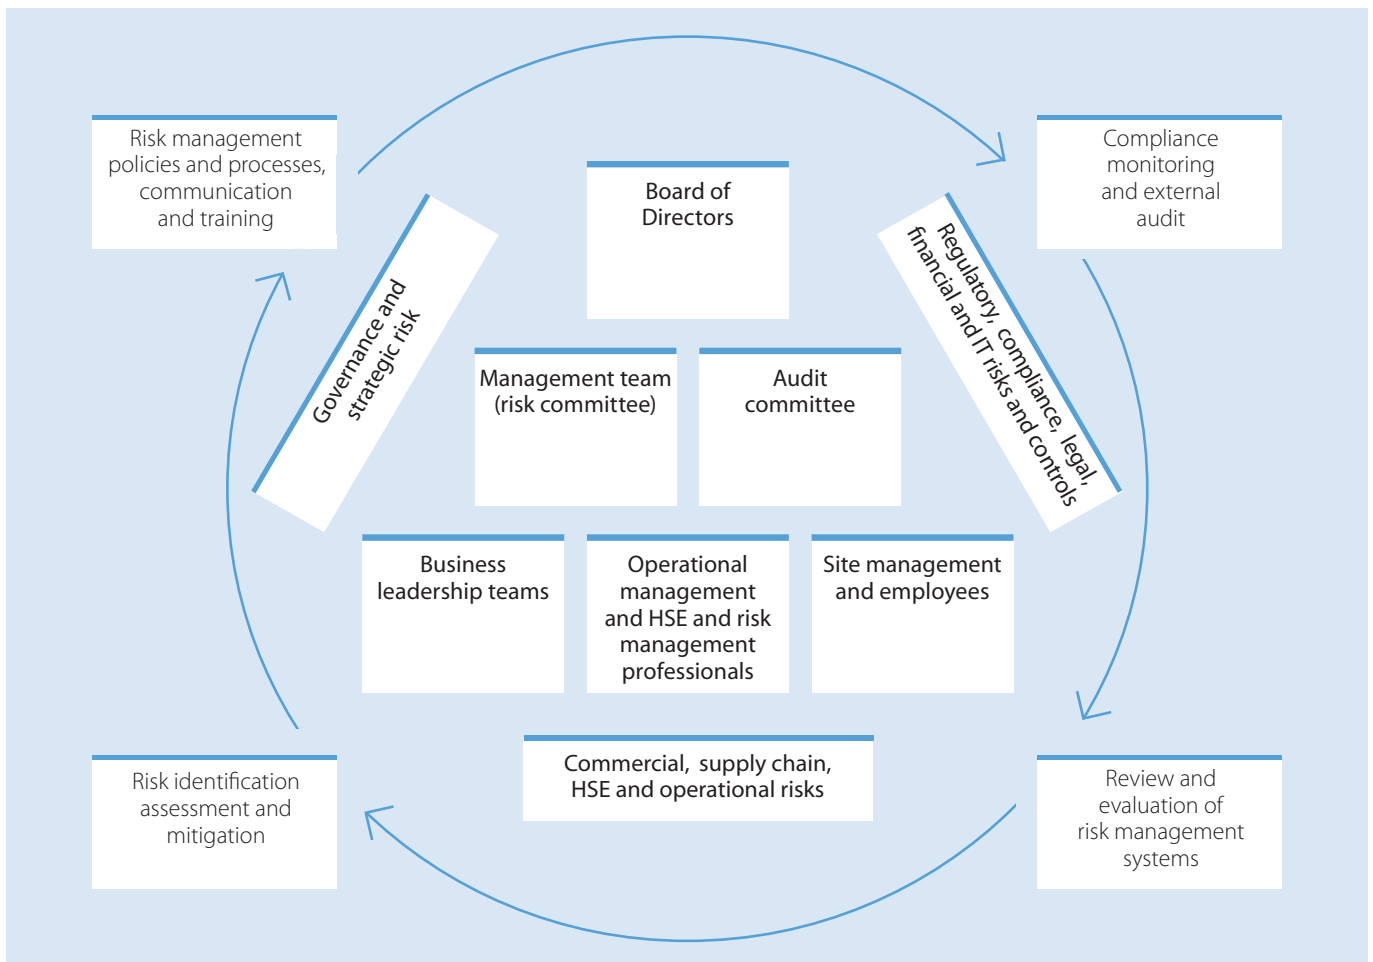 Risk management
policies and processes,
communication
and training
Compliance
monitoring
and external
audit
Board of
Directors
Governance and
strategic risk
Regulatory, compliance, legal,
financial and IT risks and controls
Management team
(risk committee)
Audit
committee
Business
leadership teams
Operational
management
and HSE and risk
management
professionals
Site management
and employees
Commercial, supply chain,
HSE and operational risks
Risk identification
assessment and
mitigation
Review and
evaluation of
risk management
systems